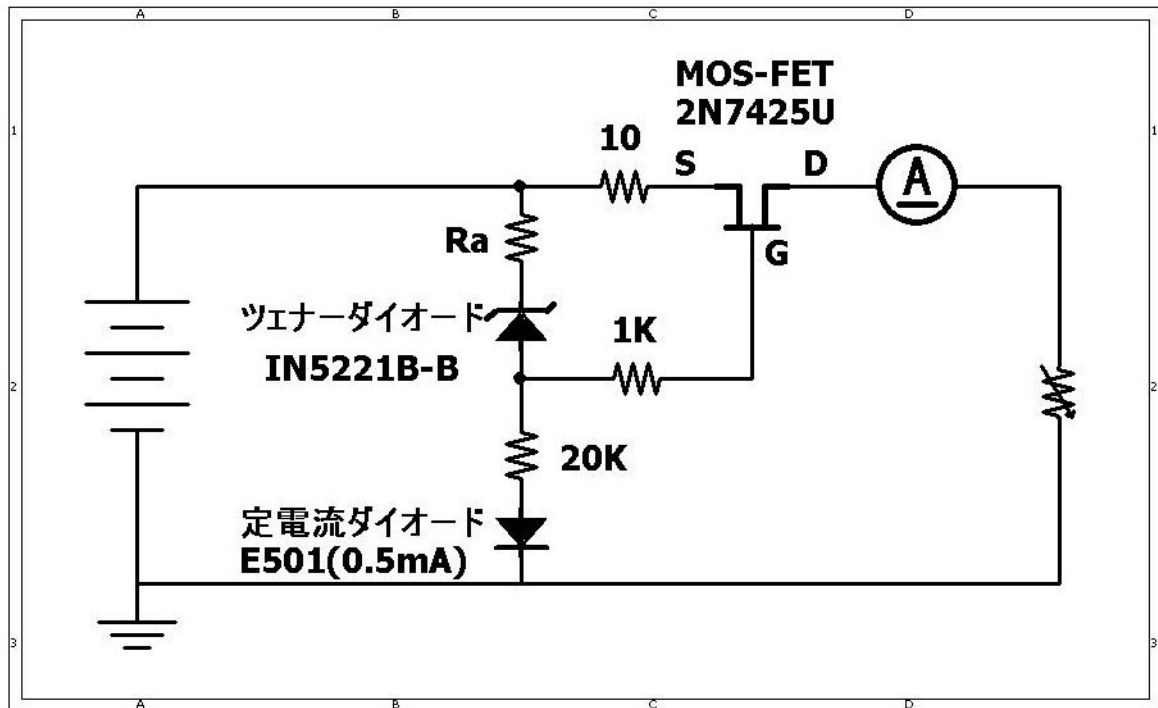 A B C D
1 1
MOS-FET
2N7425U
10
S D
A
Ra
G
ツェナーダイオード
IN5221B-B
1K
2 2
20K
定電流ダイオード
E501(0.5mA)
3 3
A B C D